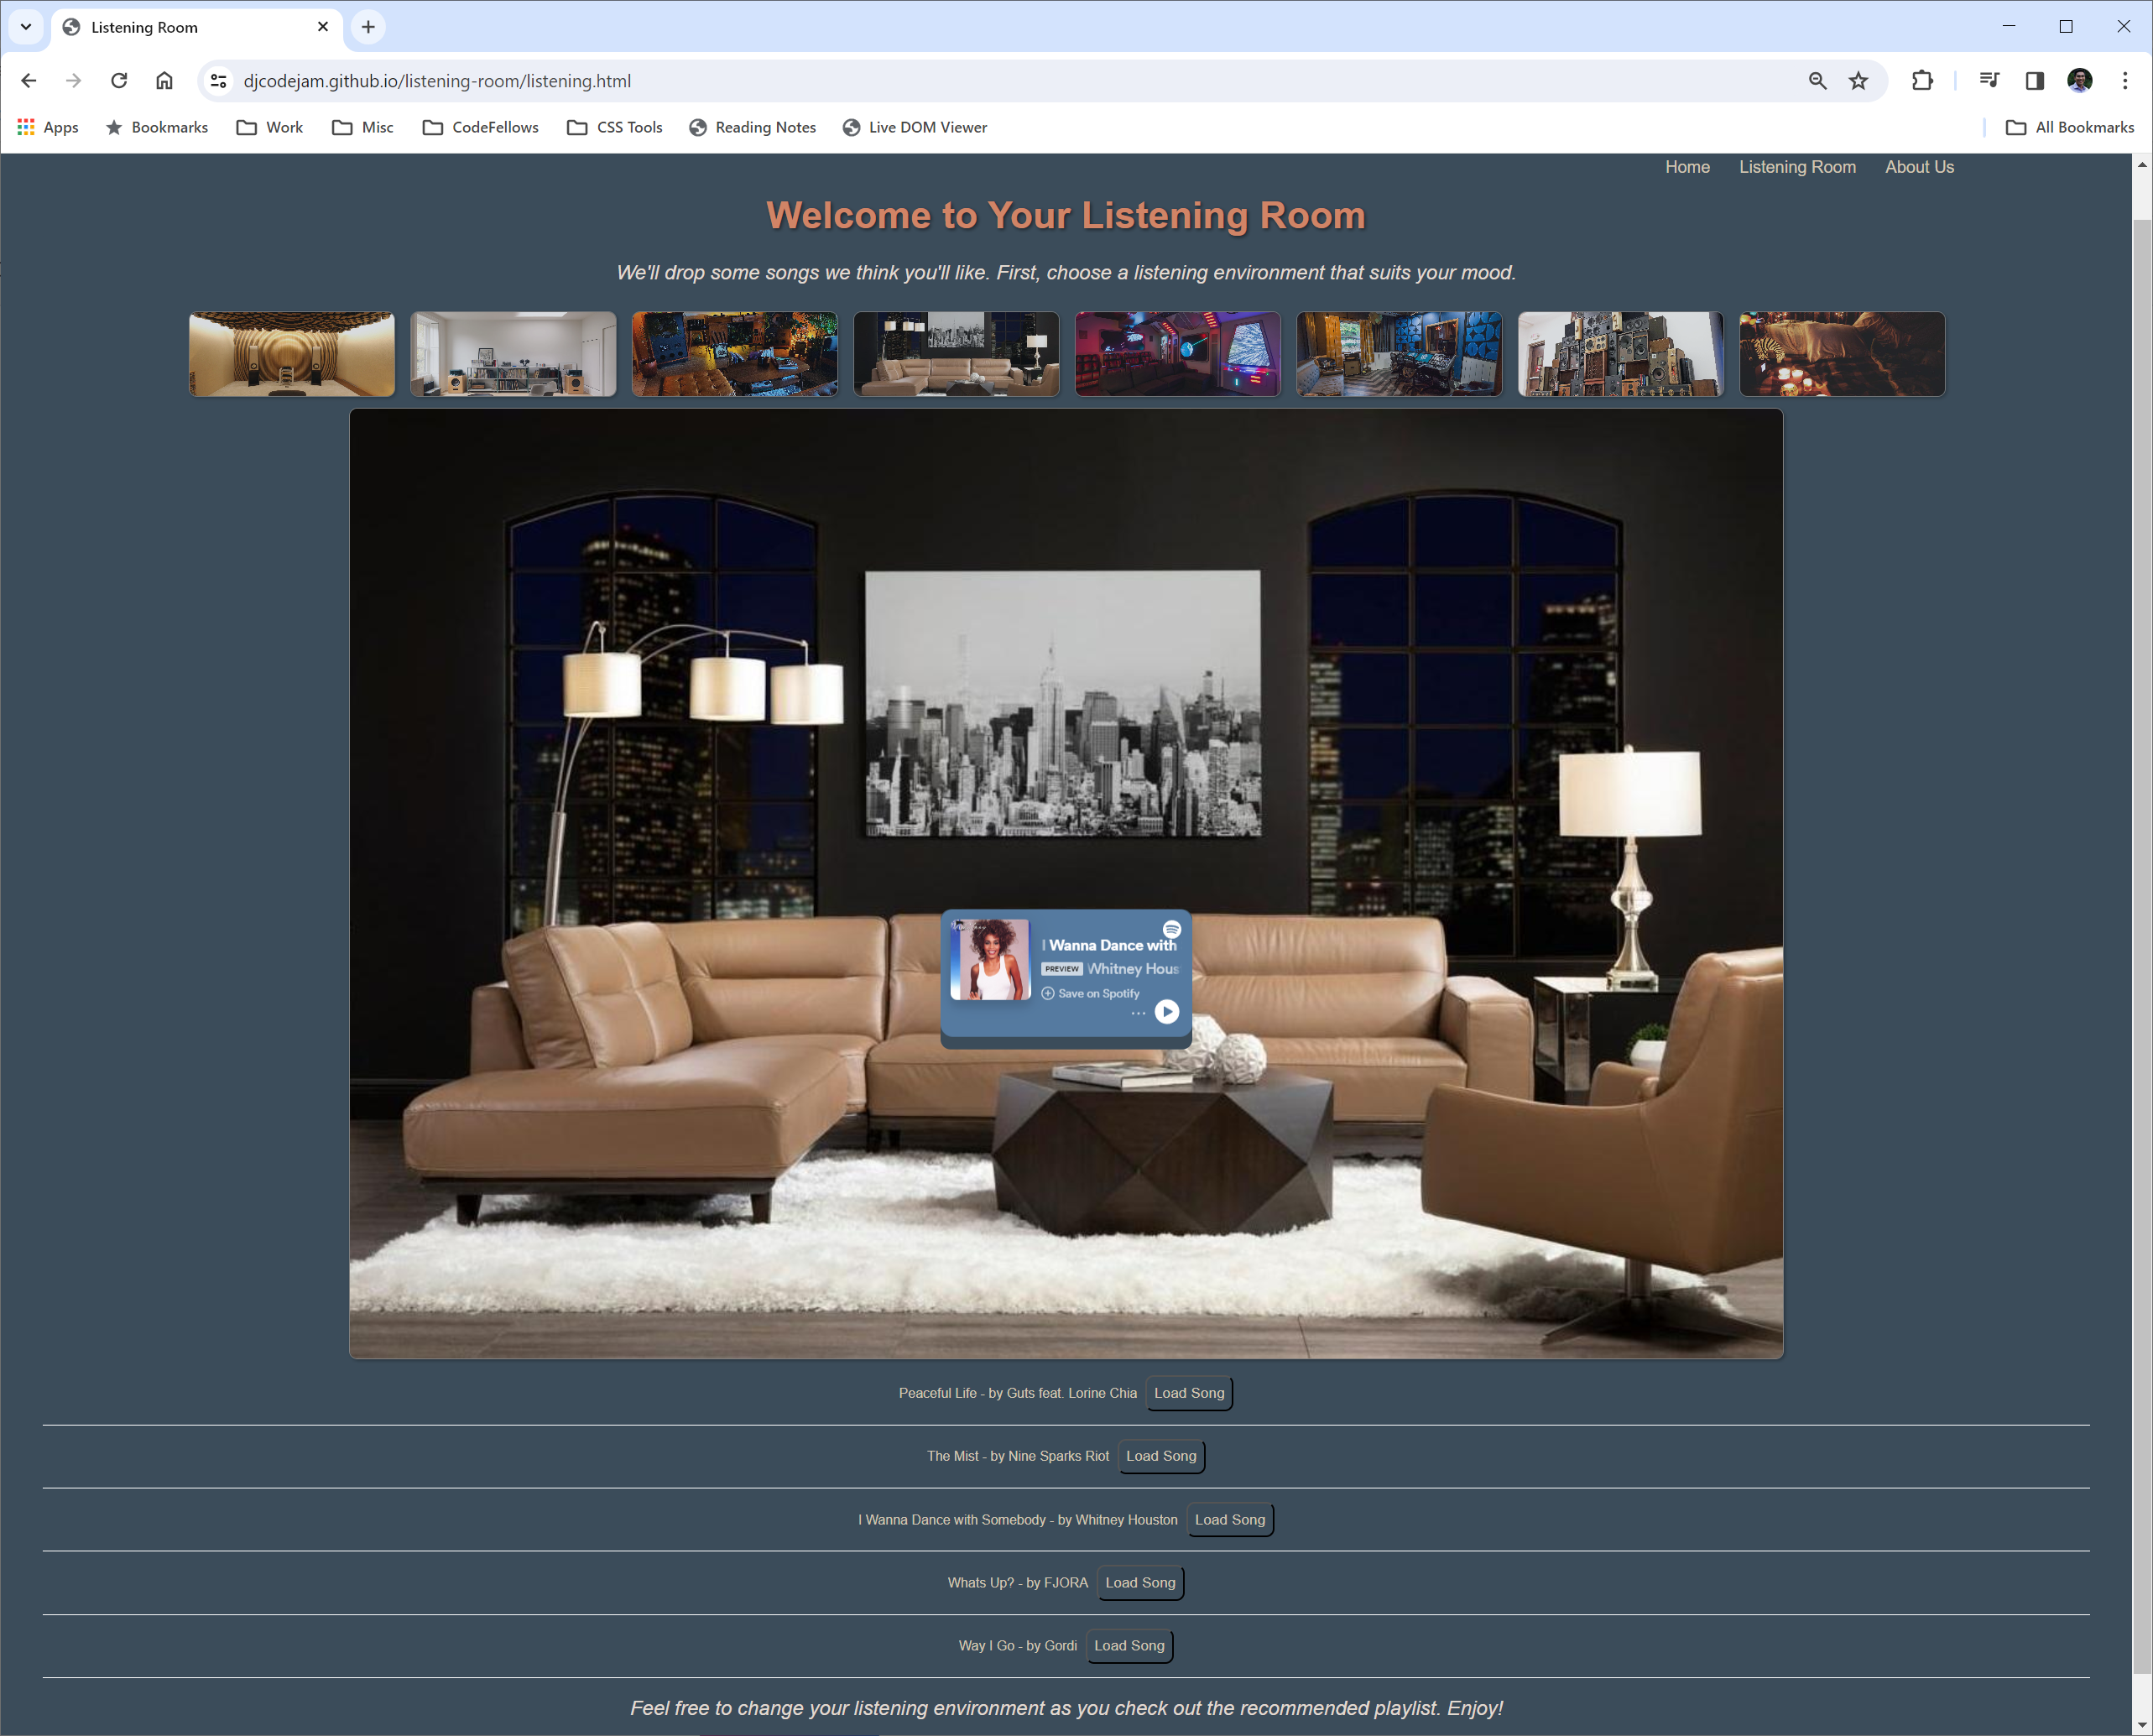 Listening Room
djcodejam.github.io/listening-room/listening.html
Apps Bookmarks Work Misc CodeFellows CSS Tools Reading Notes Live DOM Viewer All Bookmarks
Home Listening Room About Us
Welcome to Your Listening Room
We'll drop some songs we think you'll like. First, choose a listening environment that suits your mood.
I Wanna Dance with
PREVIEW Whitney Hous
Save on Spotify
Peaceful Life - by Guts feat. Lorine Chia Load Song
The Mist - by Nine Sparks Riot Load Song
I Wanna Dance with Somebody - by Whitney Houston Load Song
Whats Up? - by FJORA Load Song
Way I Go - by Gordi Load Song
Feel free to change your listening environment as you check out the recommended playlist. Enjoy!